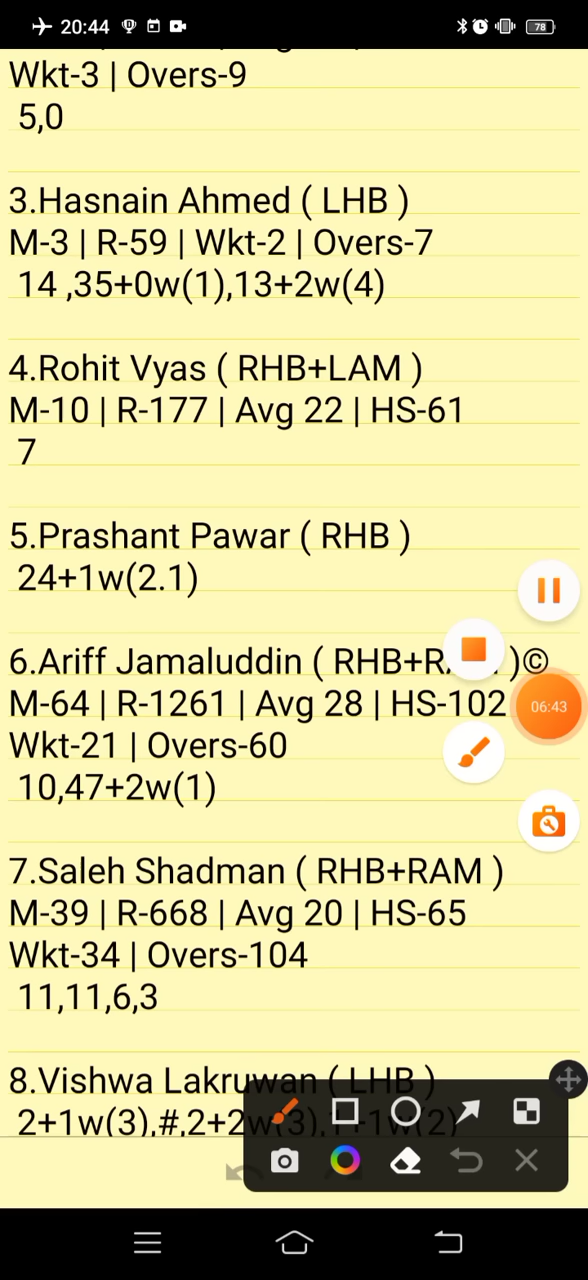 20:44
78
Wkt-3 | Overs-9
5,0
3.Hasnain Ahmed ( LHB )
M-3 | R-59 | Wkt-2 | Overs-7
14 ,35+0w(1),13+2w(4)
4.Rohit Vyas ( RHB+LAM )
M-10 | R-177 | Avg 22 | HS-61
7
5.Prashant Pawar ( RHB )
24+1w(2.1)
6.Ariff Jamaluddin ( )©
M-64 | R-1261 | Avg 28 | HS-102
06:43
Wkt-21 | Overs-60
10,47+2w(1)
7.Saleh Shadman ( RHB+RAM )
M-39 | R-668 | Avg 20 | HS-65
Wkt-34 | Overs-104
11,11,6,3
8.Vishwa Lakruwan ( LHB )
2+1w(3),#,2+2w(3),1+1w(2)